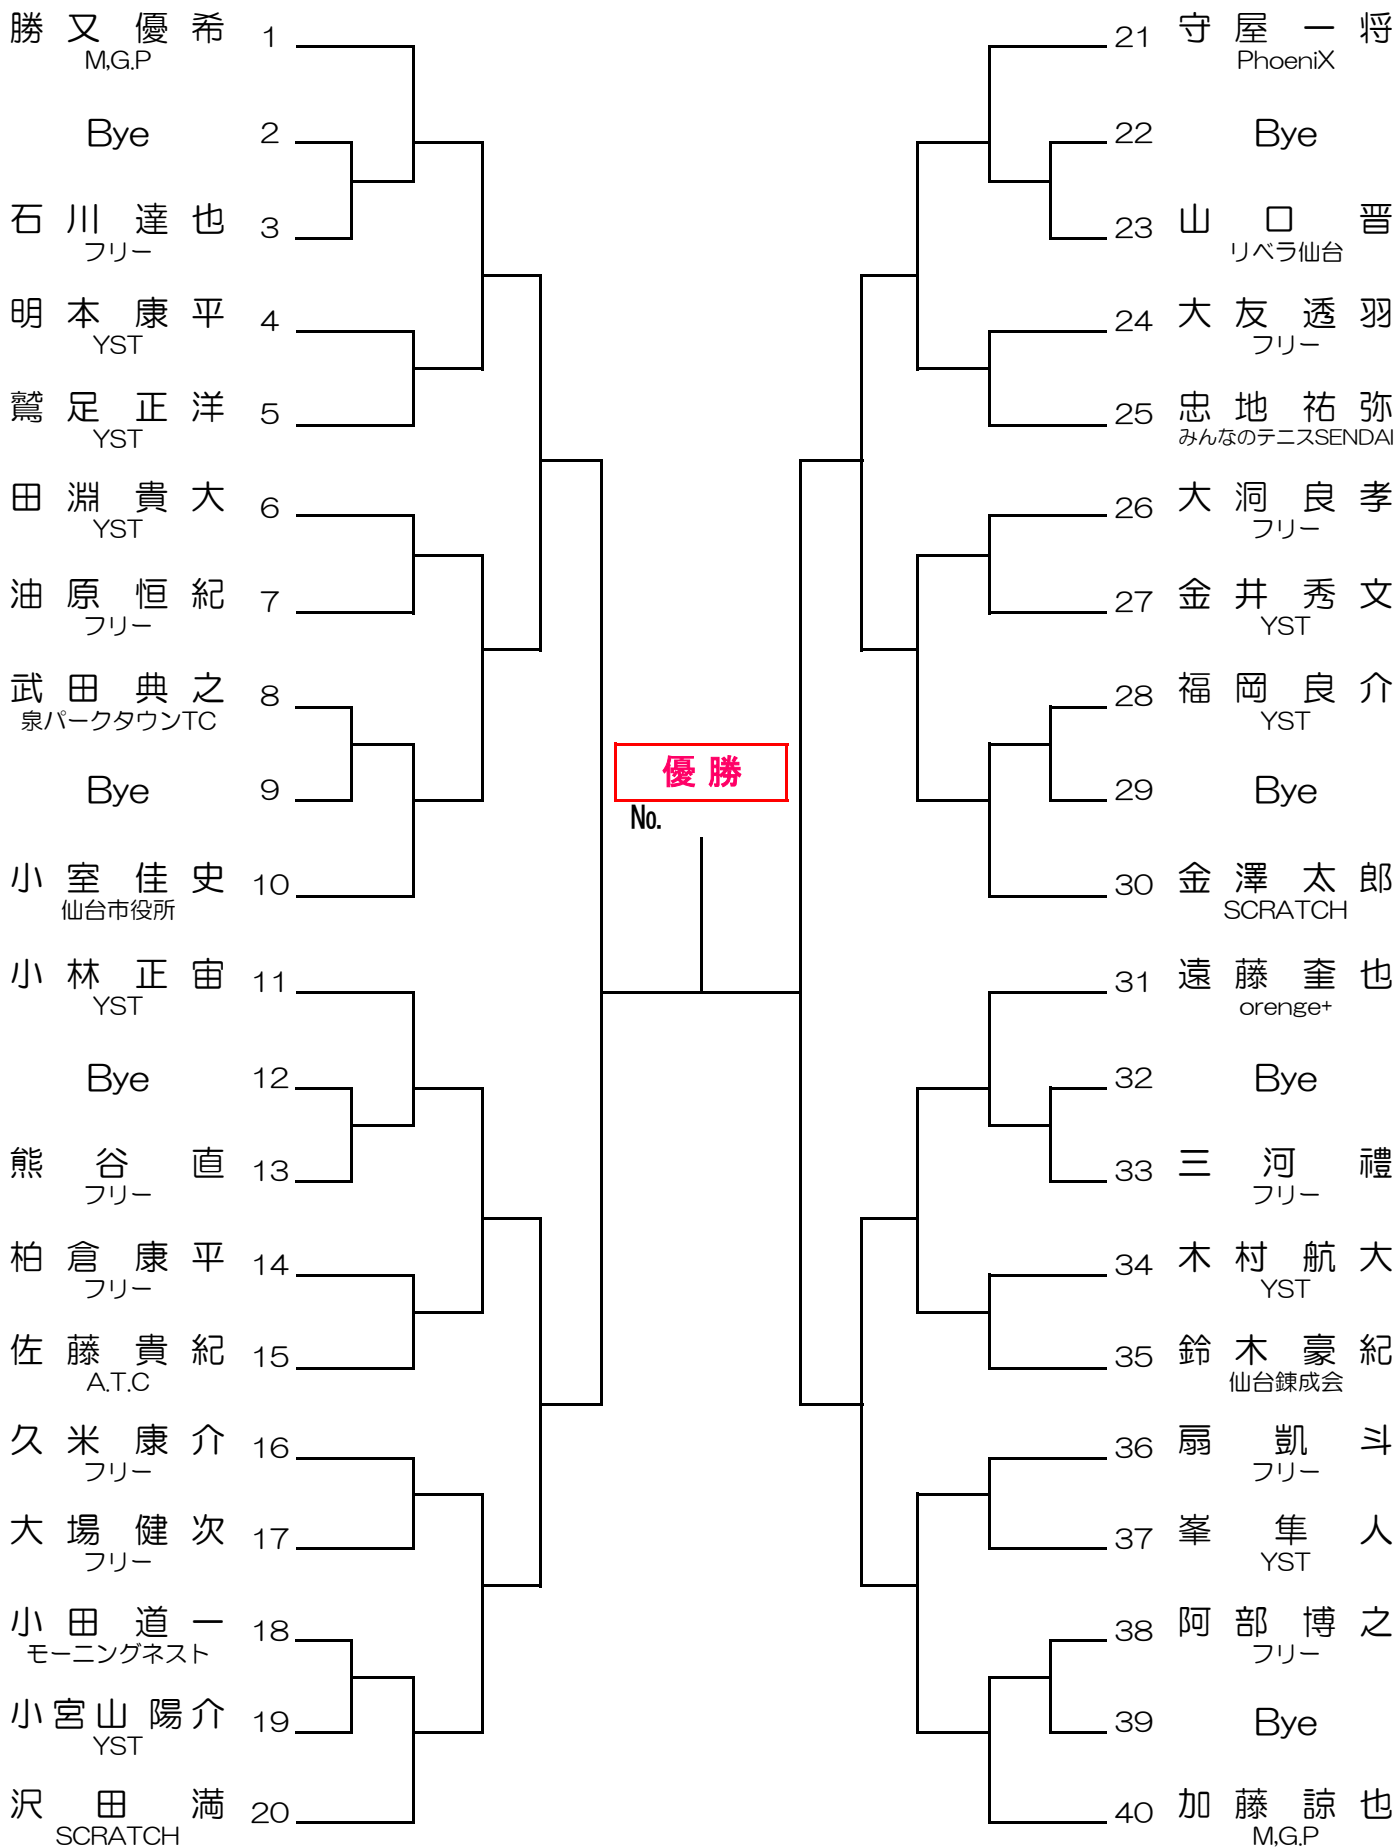 勝又優希 1
M,G.P
Bye 2
石川達也 3
フリー
明本康平 4
YST
鷲足正洋 5
YST
田淵貴大 6
YST
油原恒紀 7
フリー
武田典之 8
泉パークタウンTC
Bye 9
小室佳史 10
仙台市役所
小林正宙 11
YST
Bye 12
熊谷直 13
フリー
柏倉康平 14
フリー
佐藤貴紀 15
A.T.C
久米康介 16
フリー
大場健次 17
フリー
小田道一 18
モーニングネスト
小宮山陽介 19
YST
沢田満 20
SCRATCH
優勝
No.
21 守屋一将
PhoeniX
22 Bye
23 山口晋
リベラ仙台
24 大友透羽
フリー
25 忠地祐弥
みんなのテニスSENDAI
26 大洞良孝
フリー
27 金井秀文
YST
28 福岡良介
YST
29 Bye
30 金澤太郎
SCRATCH
31 遠藤奎也
orenge+
32 Bye
33 三河禮
フリー
34 木村航大
YST
35 鈴木豪紀
仙台錬成会
36 扇凱斗
フリー
37 峯隼人
YST
38 阿部博之
フリー
39 Bye
40 加藤諒也
M,G.P